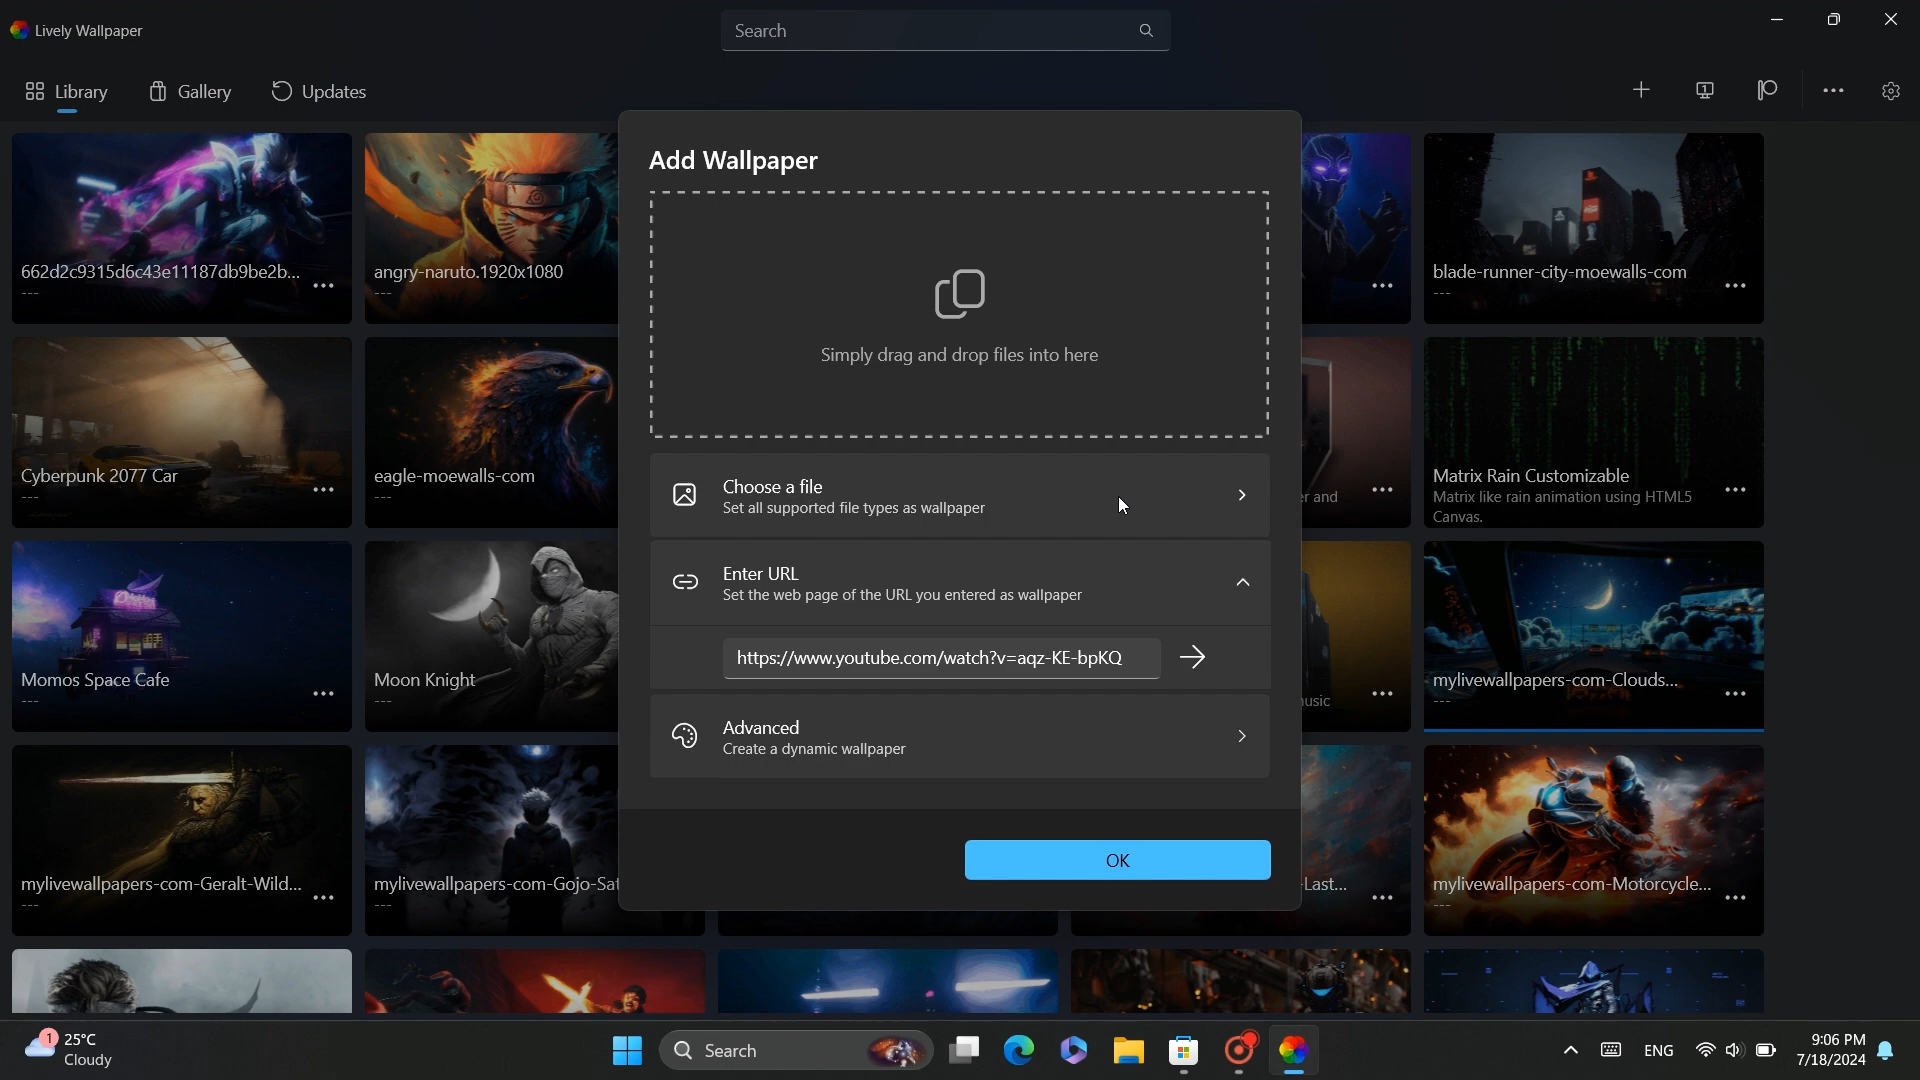 Lively Wallpaper
Search
Library
Gallery
Updates
1
Add Wallpaper
Simply drag and drop files into here
Choose a file
Set all supported file types as wallpaper
Enter URL
Set the web page of the URL you entered as wallpaper
https://www.youtube.com/watch?v=aqz-KE-bpKQ
Advanced
Create a dynamic wallpaper
OK
662d2c9315d6c43e11187db9be2b...
---
angry-naruto.1920x1080
---
blade-runner-city-moewalls-com
---
Cyberpunk 2077 Car
---
eagle-moewalls-com
---
er and
Matrix Rain Customizable
Matrix like rain animation using HTML5
Canvas.
Momos Space Cafe
---
Moon Knight
---
usic
mylivewallpapers-com-Clouds...
---
mylivewallpapers-com-Geralt-Wild...
---
mylivewallpapers-com-Gojo-Sat
---
-Last...
mylivewallpapers-com-Motorcycle...
---
1
25°C
Cloudy
Search
ENG
9:06 PM
7/18/2024